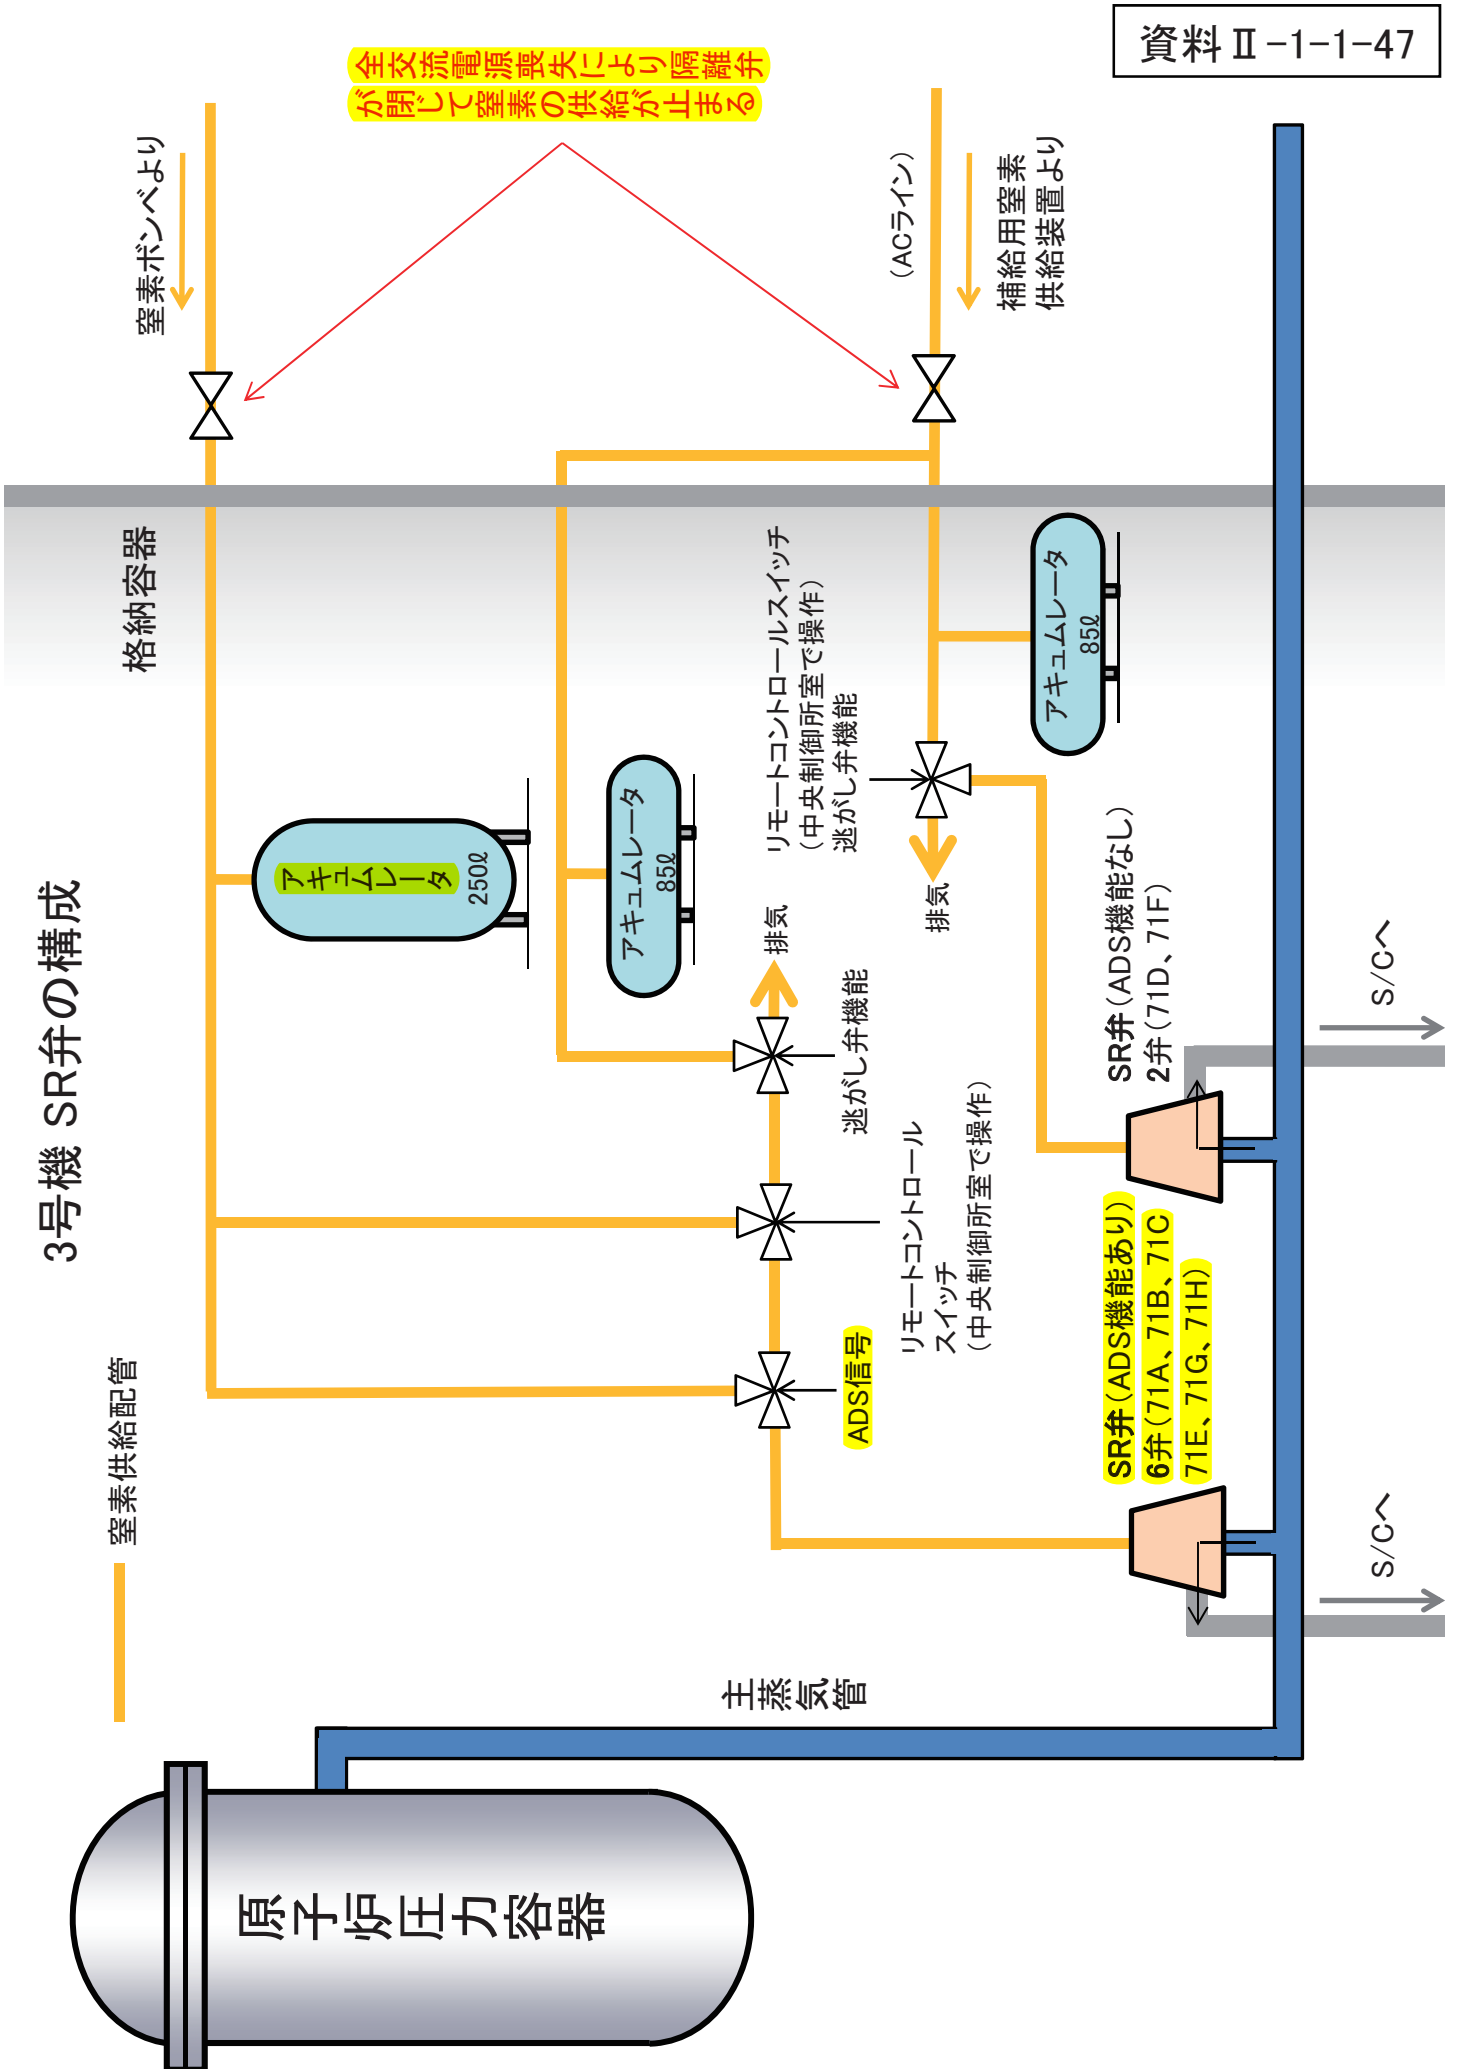 資料Ⅱ-1-1-47
3号機 SR弁の構成
窒素供給配管
原子炉圧力容器
主蒸気管
格納容器
窒素ボンベより
全交流電源喪失により隔離弁
が閉じて窒素の供給が止まる
(ACライン)
補給用窒素
供給装置より
アキュムレータ
250ℓ
アキュムレータ
85ℓ
アキュムレータ
85ℓ
リモートコントロールスイッチ
(中央制御所室で操作)
逃がし弁機能
排気
排気
逃がし弁機能
リモートコントロール
スイッチ
(中央制御所室で操作)
ADS信号
SR弁(ADS機能あり)
6弁(71A、71B、71C
71E、71G、71H)
SR弁(ADS機能なし)
2弁(71D、71F)
S/Cへ
S/Cへ